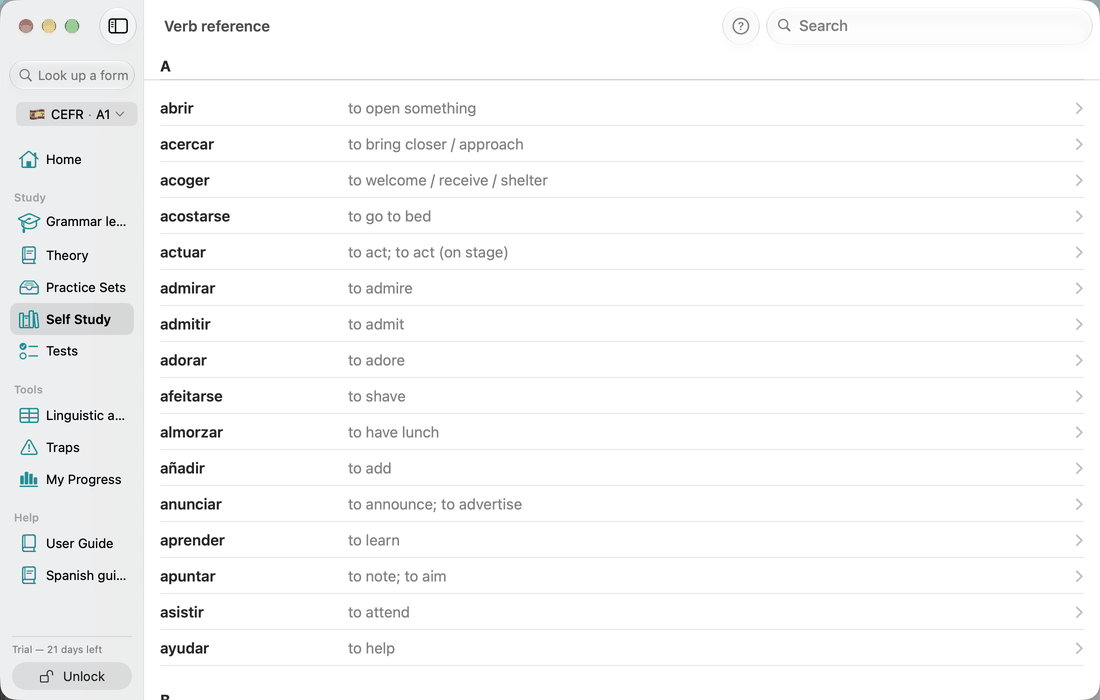 Verb reference
Search
Look up a form
CEFR · A1
Home
Study
Grammar le...
Theory
Practice Sets
Self Study
Tests
Tools
Linguistic a...
Traps
My Progress
Help
User Guide
Spanish gui...
Trial — 21 days left
Unlock
A
abrir to open something
acercar to bring closer / approach
acoger to welcome / receive / shelter
acostarse to go to bed
actuar to act; to act (on stage)
admirar to admire
admitir to admit
adorar to adore
afeitarse to shave
almorzar to have lunch
añadir to add
anunciar to announce; to advertise
aprender to learn
apuntar to note; to aim
asistir to attend
ayudar to help